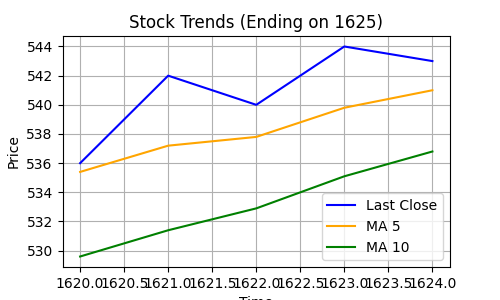 Stock Trends (Ending on 1625)
544
542
540
538
536
534
532
530
Price
Last Close
MA 5
MA 10
1620.0 1620.5 1621.0 1621.5 1622.0 1622.5 1623.0 1623.5 1624.0
Time